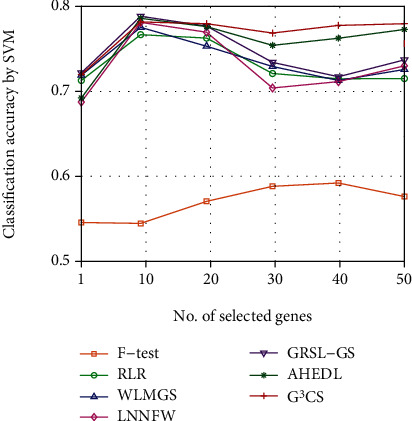 Classification accuracy by SVM
0.8
0.7
0.6
0.5
1
10
20
30
40
50
No. of selected genes
F−test
RLR
WLMGS
LNNFW
GRSL−GS
AHEDL
G³CS